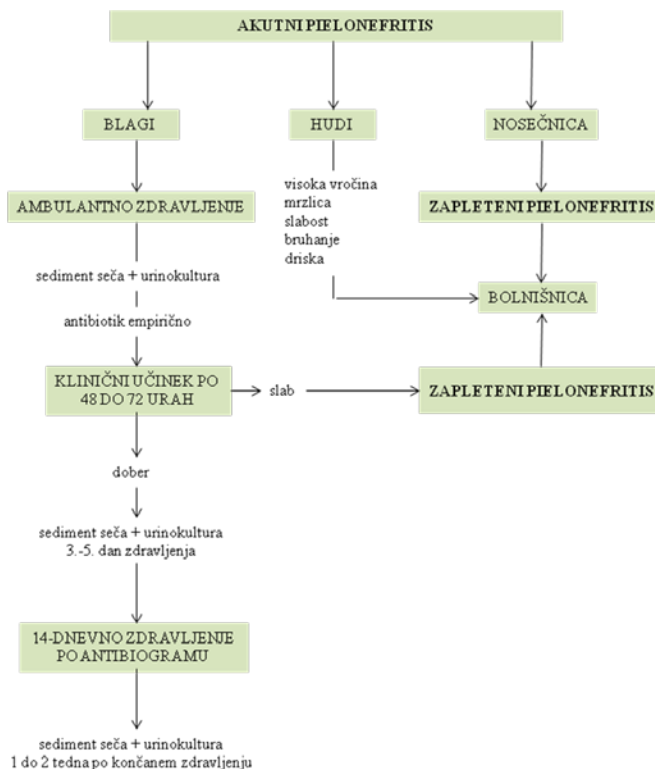 AKUTNI PIELONEFRITIS
BLAGI
HUDI
NOSEČNICA
visoka vročina
mrzlica
slabost
bruhanje
driska
AMBULANTNO ZDRAVLJENJE
ZAPLETENI PIELONEFRITIS
sediment seča + urinokultura
BOLNIŠNICA
antibiotik empirično
KLINIČNI UČINEK PO
48 DO 72 URAH
slab
ZAPLETENI PIELONEFRITIS
dober
sediment seča + urinokultura
3.-5. dan zdravljenja
14-DNEVNO ZDRAVLJENJE
PO ANTIBIOGRAMU
sediment seča + urinokultura
1 do 2 tedna po končanem zdravljenju